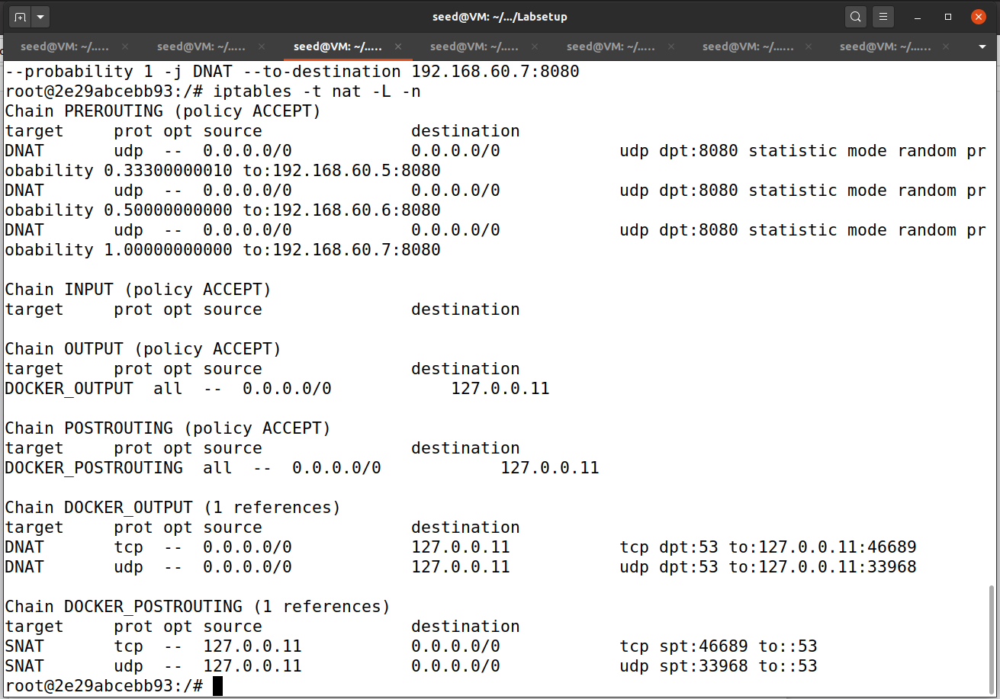 seed@VM: ~/.../Labsetup
seed@VM: ~/..... seed@VM: ~/..... seed@VM: ~/..... seed@VM: ~/..... seed@VM: ~/..... seed@VM: ~/...... seed@VM: ~/......
--probability 1 -j DNAT --to-destination 192.168.60.7:8080
root@2e29abcebb93:/# iptables -t nat -L -n
Chain PREROUTING (policy ACCEPT)
target     prot opt source               destination
DNAT       udp  --  0.0.0.0/0            0.0.0.0/0            udp dpt:8080 statistic mode random pr
obability 0.33300000010 to:192.168.60.5:8080
DNAT       udp  --  0.0.0.0/0            0.0.0.0/0            udp dpt:8080 statistic mode random pr
obability 0.50000000000 to:192.168.60.6:8080
DNAT       udp  --  0.0.0.0/0            0.0.0.0/0            udp dpt:8080 statistic mode random pr
obability 1.00000000000 to:192.168.60.7:8080

Chain INPUT (policy ACCEPT)
target     prot opt source               destination

Chain OUTPUT (policy ACCEPT)
target     prot opt source               destination
DOCKER_OUTPUT  all  --  0.0.0.0/0            127.0.0.11

Chain POSTROUTING (policy ACCEPT)
target     prot opt source               destination
DOCKER_POSTROUTING  all  --  0.0.0.0/0            127.0.0.11

Chain DOCKER_OUTPUT (1 references)
target     prot opt source               destination
DNAT       tcp  --  0.0.0.0/0            127.0.0.11           tcp dpt:53 to:127.0.0.11:46689
DNAT       udp  --  0.0.0.0/0            127.0.0.11           udp dpt:53 to:127.0.0.11:33968

Chain DOCKER_POSTROUTING (1 references)
target     prot opt source               destination
SNAT       tcp  --  127.0.0.11           0.0.0.0/0            tcp spt:46689 to::53
SNAT       udp  --  127.0.0.11           0.0.0.0/0            udp spt:33968 to::53
root@2e29abcebb93:/#